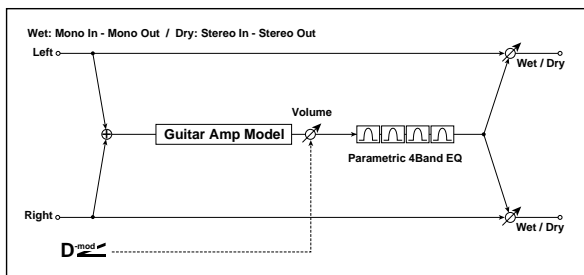 Wet: Mono In - Mono Out / Dry: Stereo In - Stereo Out
Left
Wet / Dry
Volume
Guitar Amp Model
Parametric 4Band EQ
Right
Wet / Dry
D-mod